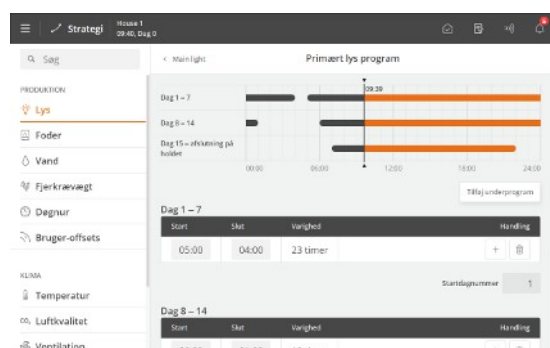 Strategi
House 1
09:40, Dag 0
6
Søg
‹ Main light
Primært lys program
PRODUKTION
Lys
Foder
Vand
Fjerkrævægt
Døgnur
Bruger-offsets
KLIMA
Temperatur
CO₂ Luftkvalitet
Ventilation
09:39
Dag 1 – 7
Dag 8 – 14
Dag 15 – afslutning på
holdet
00:00 06:00 12:00 18:00 24:00
Tilføj underprogram
Dag 1 – 7
Start Slut Varighed Handling
05:00 04:00 23 timer +
Startdagnummer 1
Dag 8 – 14
Start Slut Varighed Handling